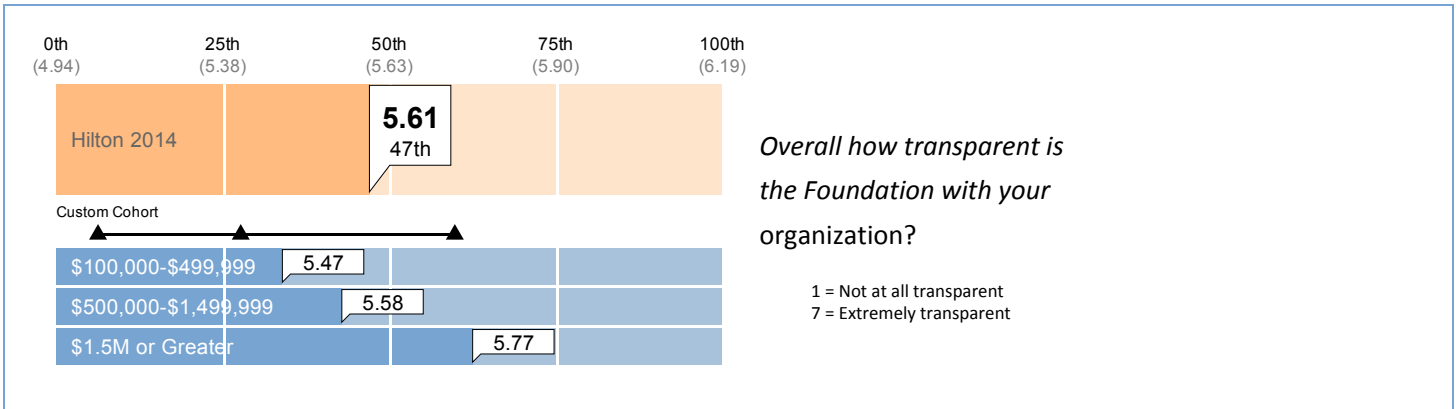 0th 25th 50th 75th 100th
(4.94) (5.38) (5.63) (5.90) (6.19)
Hilton 2014
5.61
47th
Custom Cohort
$100,000-$499,999 5.47
$500,000-$1,499,999 5.58
$1.5M or Greater 5.77
Overall how transparent is
the Foundation with your
organization?
1 = Not at all transparent
7 = Extremely transparent